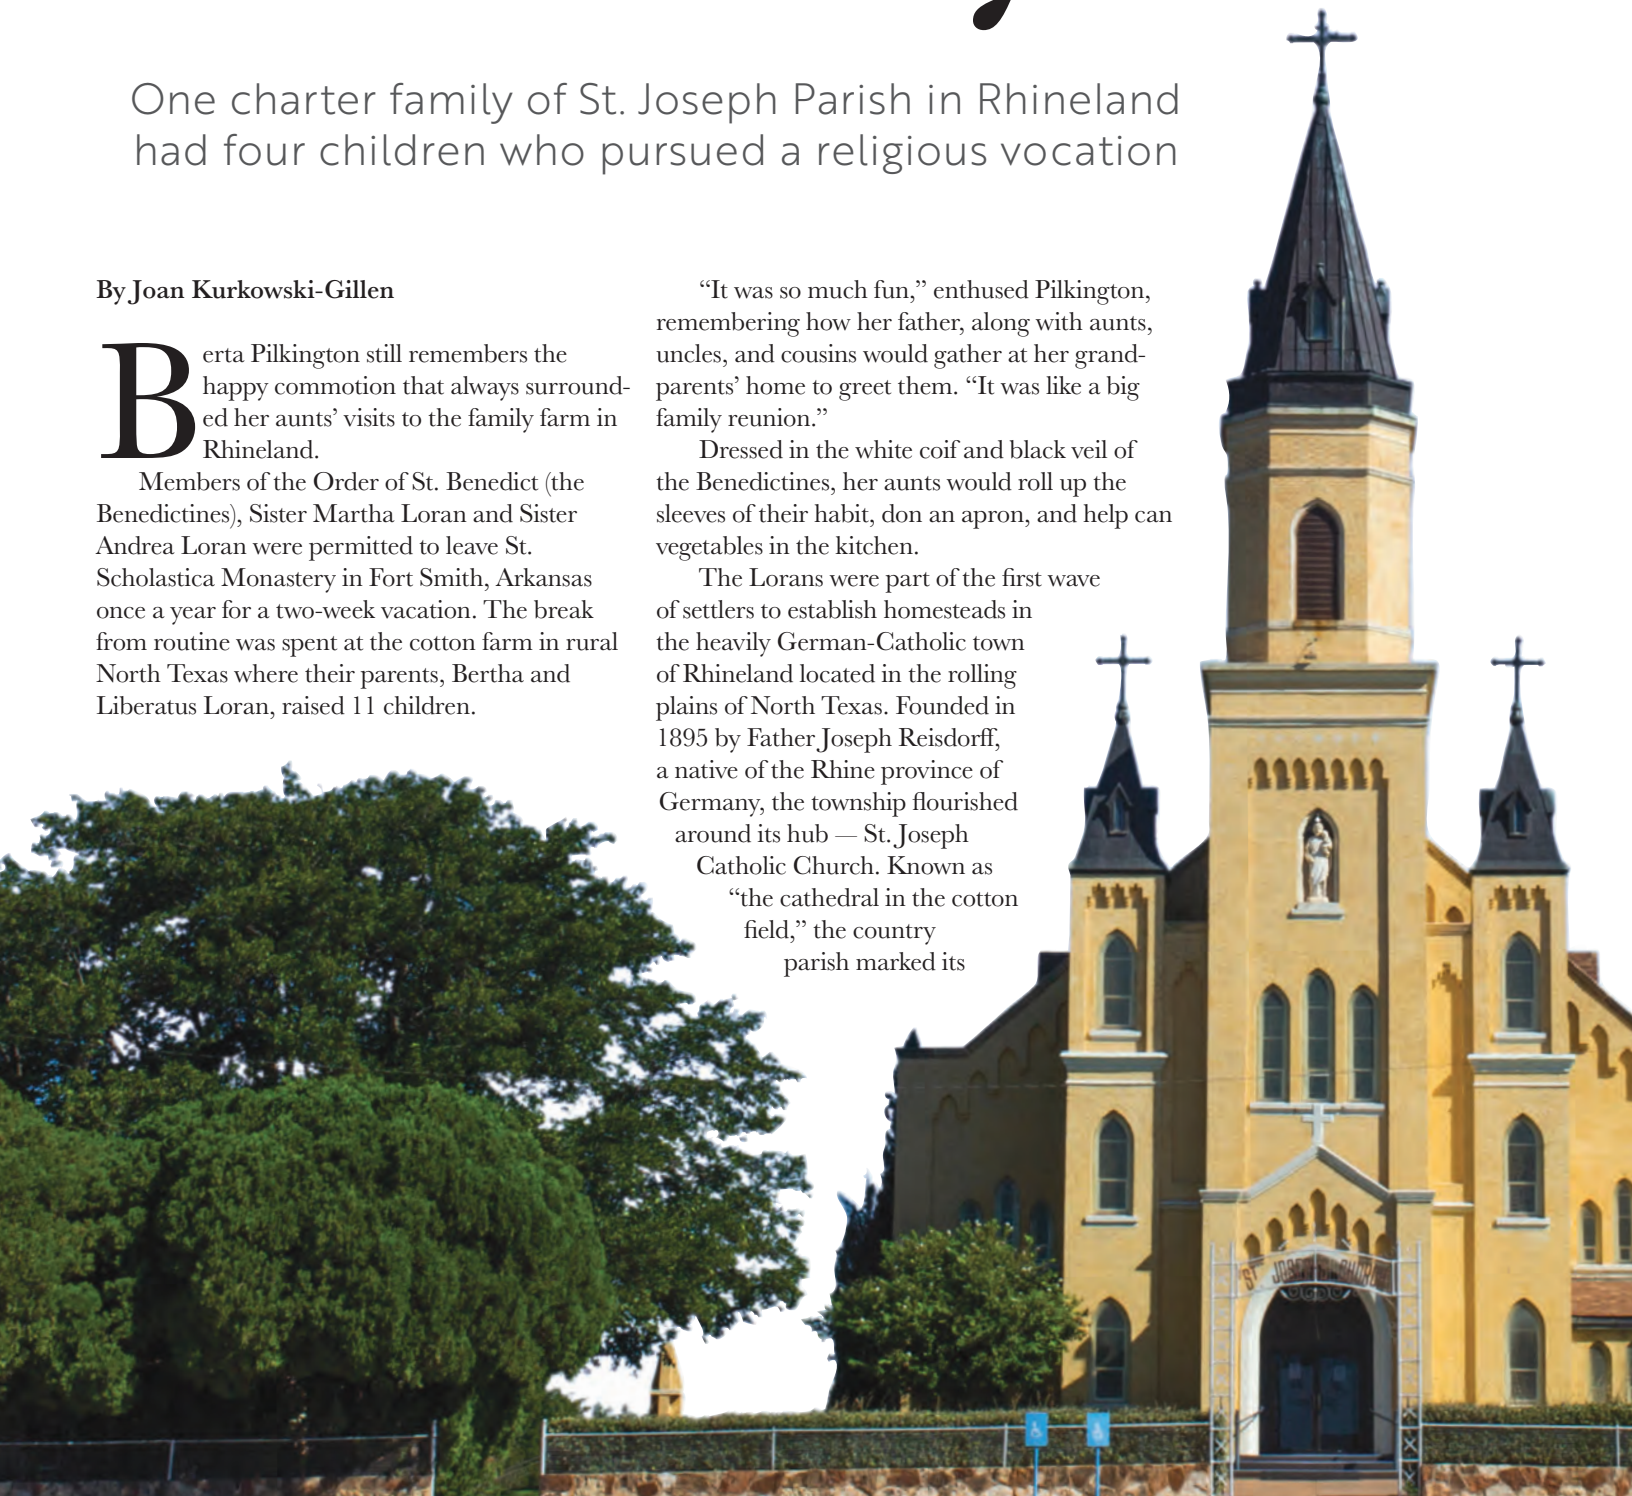 One charter family of St. Joseph Parish in Rhineland
had four children who pursued a religious vocation
By Joan Kurkowski-Gillen
Berta Pilkington still remembers the
happy commotion that always surround-
ed her aunts’ visits to the family farm in
Rhineland.
Members of the Order of St. Benedict (the
Benedictines), Sister Martha Loran and Sister
Andrea Loran were permitted to leave St.
Scholastica Monastery in Fort Smith, Arkansas
once a year for a two-week vacation. The break
from routine was spent at the cotton farm in rural
North Texas where their parents, Bertha and
Liberatus Loran, raised 11 children.
“It was so much fun,” enthused Pilkington,
remembering how her father, along with aunts,
uncles, and cousins would gather at her grand-
parents’ home to greet them. “It was like a big
family reunion.”
Dressed in the white coif and black veil of
the Benedictines, her aunts would roll up the
sleeves of their habit, don an apron, and help can
vegetables in the kitchen.
The Lorans were part of the first wave
of settlers to establish homesteads in
the heavily German-Catholic town
of Rhineland located in the rolling
plains of North Texas. Founded in
1895 by Father Joseph Reisdorff,
a native of the Rhine province of
Germany, the township flourished
around its hub — St. Joseph
Catholic Church. Known as
“the cathedral in the cotton
field,” the country
parish marked its
ST JOSEPH CHURCH